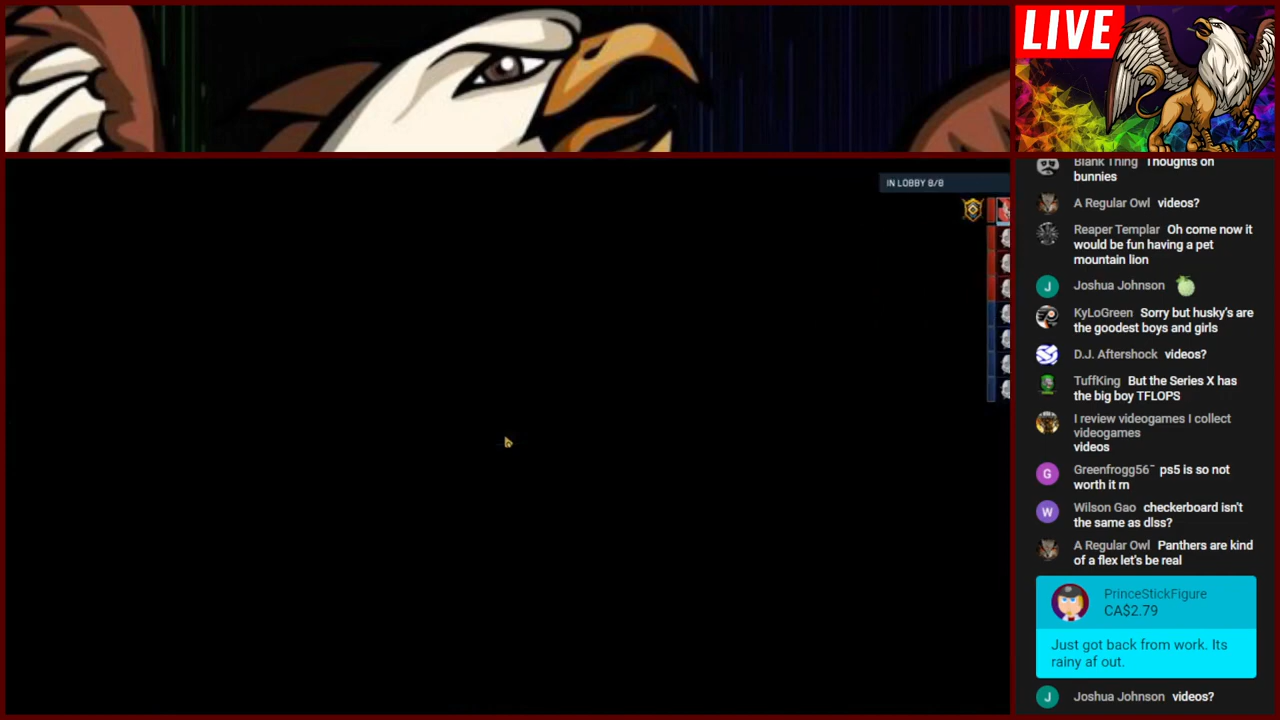 LIVE
IN LOBBY 8/8
Blank Thing Thoughts on
bunnies
A Regular Owl videos?
Reaper Templar Oh come now it
would be fun having a pet
mountain lion
J Joshua Johnson
KyLoGreen Sorry but husky's are
the goodest boys and girls
D.J. Aftershock videos?
TuffKing But the Series X has
the big boy TFLOPS
I review videogames I collect
videogames
videos
G Greenfrogg56¯ ps5 is so not
worth it rn
W Wilson Gao checkerboard isn't
the same as dlss?
A Regular Owl Panthers are kind
of a flex let's be real
PrinceStickFigure
CA$2.79
Just got back from work. Its
rainy af out.
J Joshua Johnson videos?